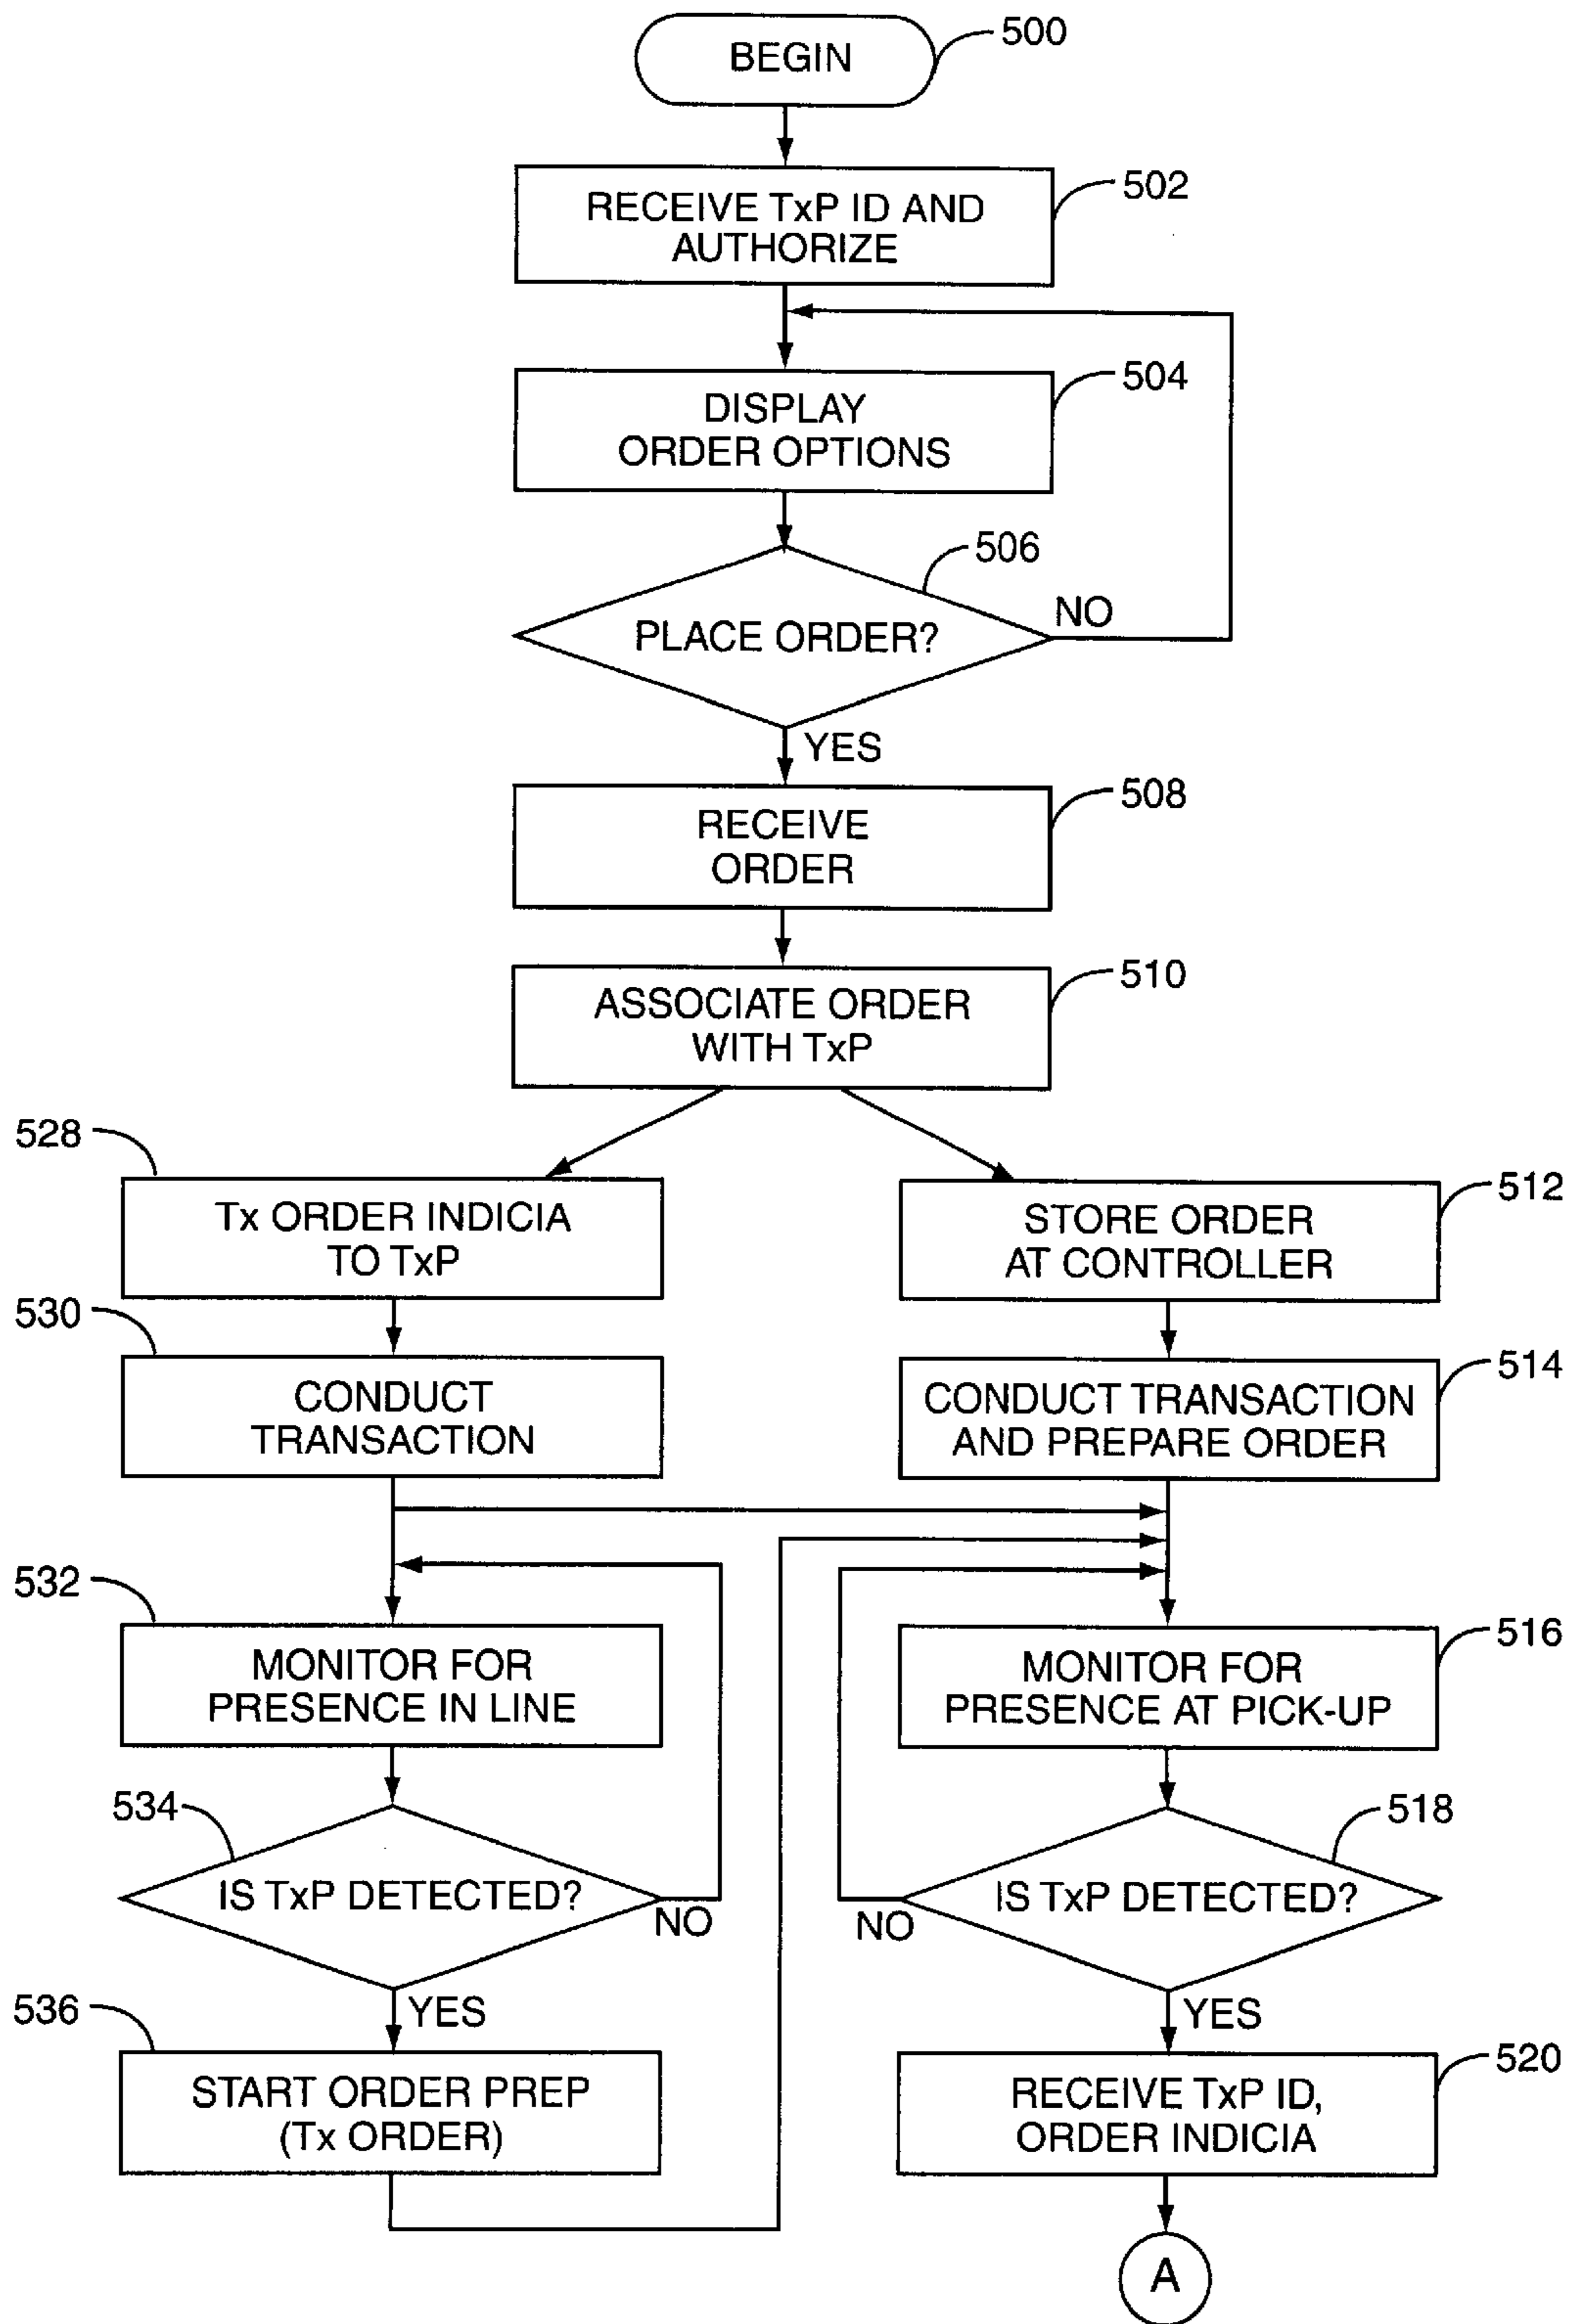 BEGIN
500
RECEIVE TxP ID AND
AUTHORIZE
502
DISPLAY
ORDER OPTIONS
504
PLACE ORDER?
506
NO
YES
RECEIVE
ORDER
508
ASSOCIATE ORDER
WITH TxP
510
528
Tx ORDER INDICIA
TO TxP
STORE ORDER
AT CONTROLLER
512
530
CONDUCT
TRANSACTION
CONDUCT TRANSACTION
AND PREPARE ORDER
514
532
MONITOR FOR
PRESENCE IN LINE
MONITOR FOR
PRESENCE AT PICK-UP
516
534
IS TxP DETECTED?
NO
YES
518
IS TxP DETECTED?
NO
YES
536
START ORDER PREP
(Tx ORDER)
RECEIVE TxP ID,
ORDER INDICIA
520
A